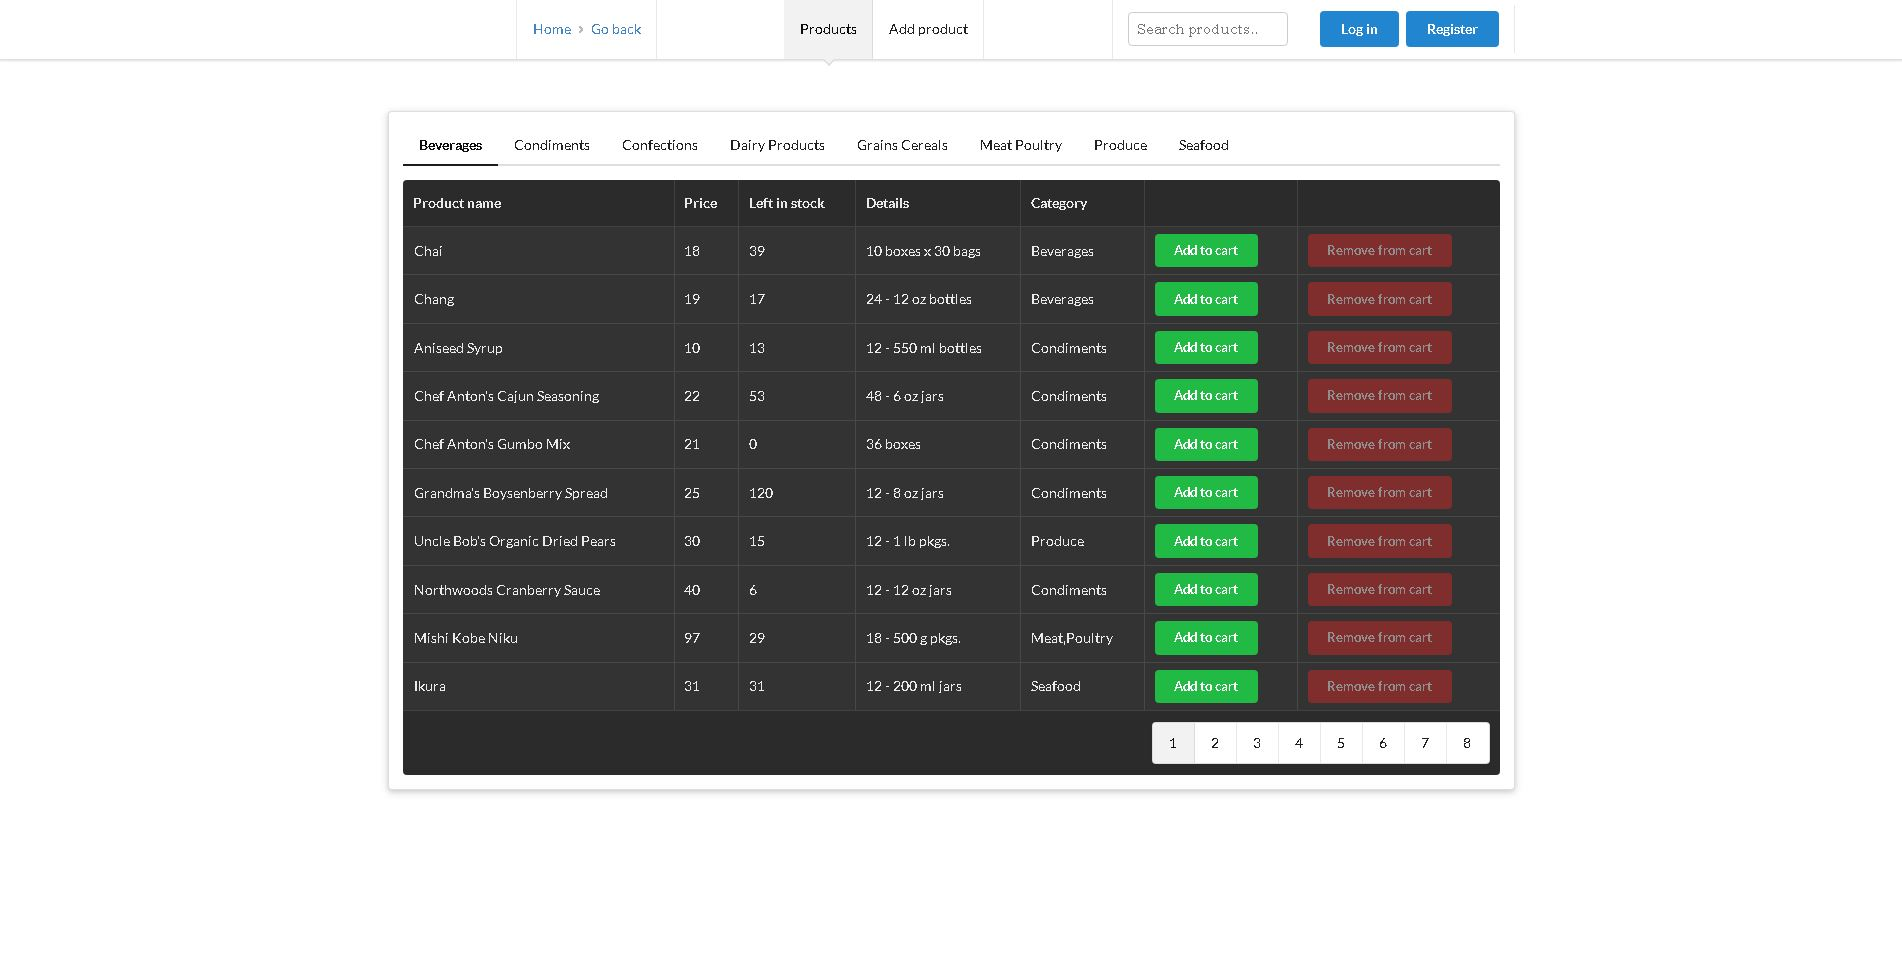 Home > Go back Products Add product Search products.. Log in Register
Beverages Condiments Confections Dairy Products Grains Cereals Meat Poultry Produce Seafood
Product name Price Left in stock Details Category
Chai 18 39 10 boxes x 30 bags Beverages Add to cart Remove from cart
Chang 19 17 24 - 12 oz bottles Beverages Add to cart Remove from cart
Aniseed Syrup 10 13 12 - 550 ml bottles Condiments Add to cart Remove from cart
Chef Anton's Cajun Seasoning 22 53 48 - 6 oz jars Condiments Add to cart Remove from cart
Chef Anton's Gumbo Mix 21 0 36 boxes Condiments Add to cart Remove from cart
Grandma's Boysenberry Spread 25 120 12 - 8 oz jars Condiments Add to cart Remove from cart
Uncle Bob's Organic Dried Pears 30 15 12 - 1 lb pkgs. Produce Add to cart Remove from cart
Northwoods Cranberry Sauce 40 6 12 - 12 oz jars Condiments Add to cart Remove from cart
Mishi Kobe Niku 97 29 18 - 500 g pkgs. Meat,Poultry Add to cart Remove from cart
Ikura 31 31 12 - 200 ml jars Seafood Add to cart Remove from cart
1 2 3 4 5 6 7 8